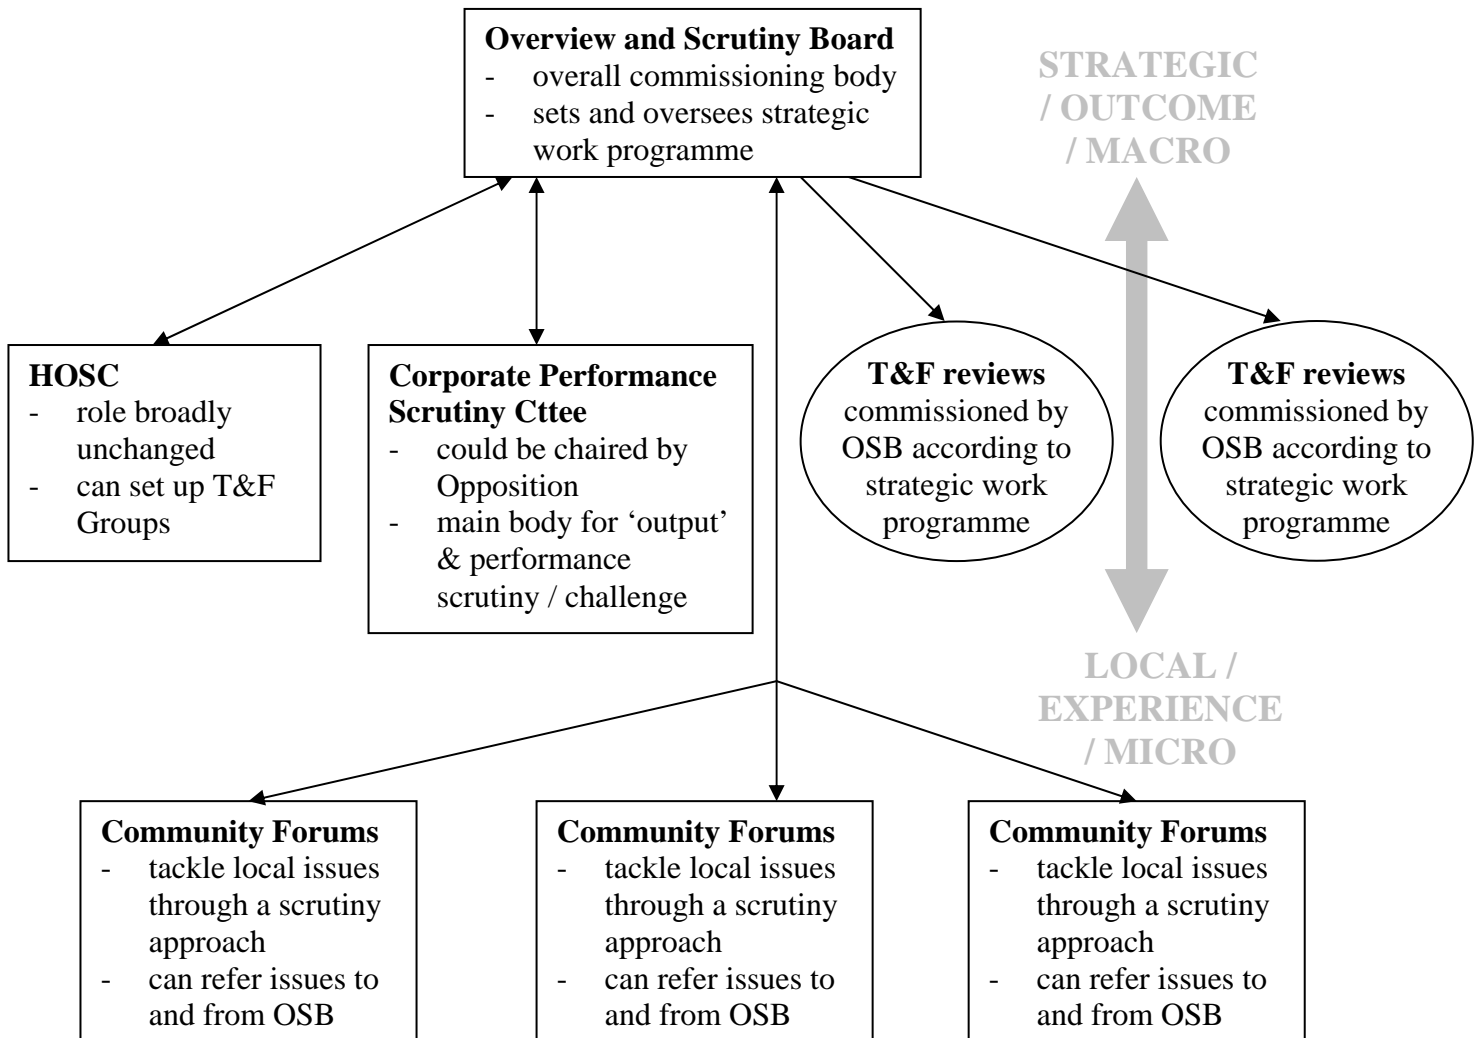 Overview and Scrutiny Board
- overall commissioning body
- sets and oversees strategic
work programme
STRATEGIC
/ OUTCOME
/ MACRO
HOSC
- role broadly
unchanged
- can set up T&F
Groups
Corporate Performance
Scrutiny Cttee
- could be chaired by
Opposition
- main body for ‘output’
& performance
scrutiny / challenge
T&F reviews
commissioned by
OSB according to
strategic work
programme
T&F reviews
commissioned by
OSB according to
strategic work
programme
LOCAL /
EXPERIENCE
/ MICRO
Community Forums
- tackle local issues
through a scrutiny
approach
- can refer issues to
and from OSB
Community Forums
- tackle local issues
through a scrutiny
approach
- can refer issues to
and from OSB
Community Forums
- tackle local issues
through a scrutiny
approach
- can refer issues to
and from OSB